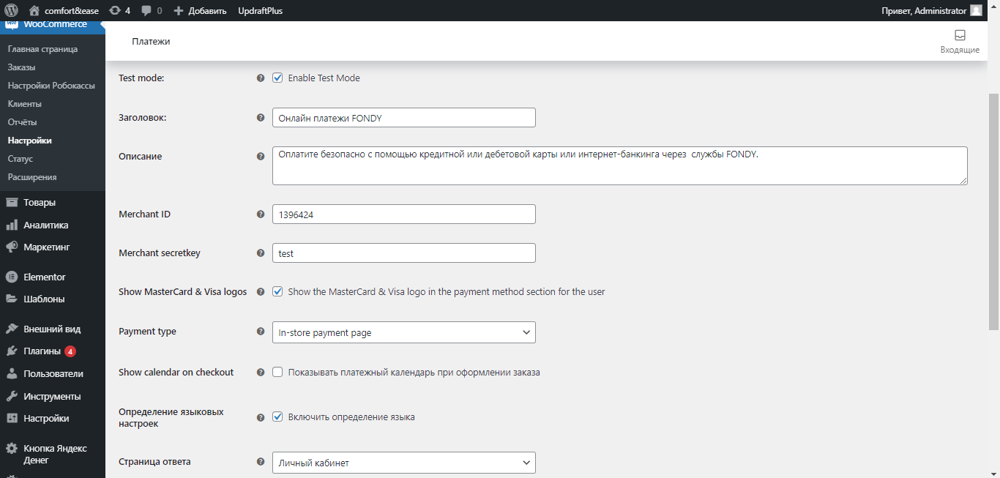 comfort&ease
4
0
Добавить
UpdraftPlus
Привет, Administrator
WooCommerce
Главная страница
Заказы
Настройки Робокассы
Клиенты
Отчёты
Настройки
Статус
Расширения
Товары
Аналитика
Маркетинг
Elementor
Шаблоны
Внешний вид
Плагины 4
Пользователи
Инструменты
Настройки
Кнопка Яндекс
Денег
Платежи
Входящие
Test mode:
Enable Test Mode
Заголовок:
Онлайн платежи FONDY
Описание
Оплатите безопасно с помощью кредитной или дебетовой карты или интернет-банкинга через  службы FONDY.
Merchant ID
1396424
Merchant secretkey
test
Show MasterCard & Visa logos
Show the MasterCard & Visa logo in the payment method section for the user
Payment type
In-store payment page
Show calendar on checkout
Показывать платежный календарь при оформлении заказа
Определение языковых
настроек
Включить определение языка
Страница ответа
Личный кабинет